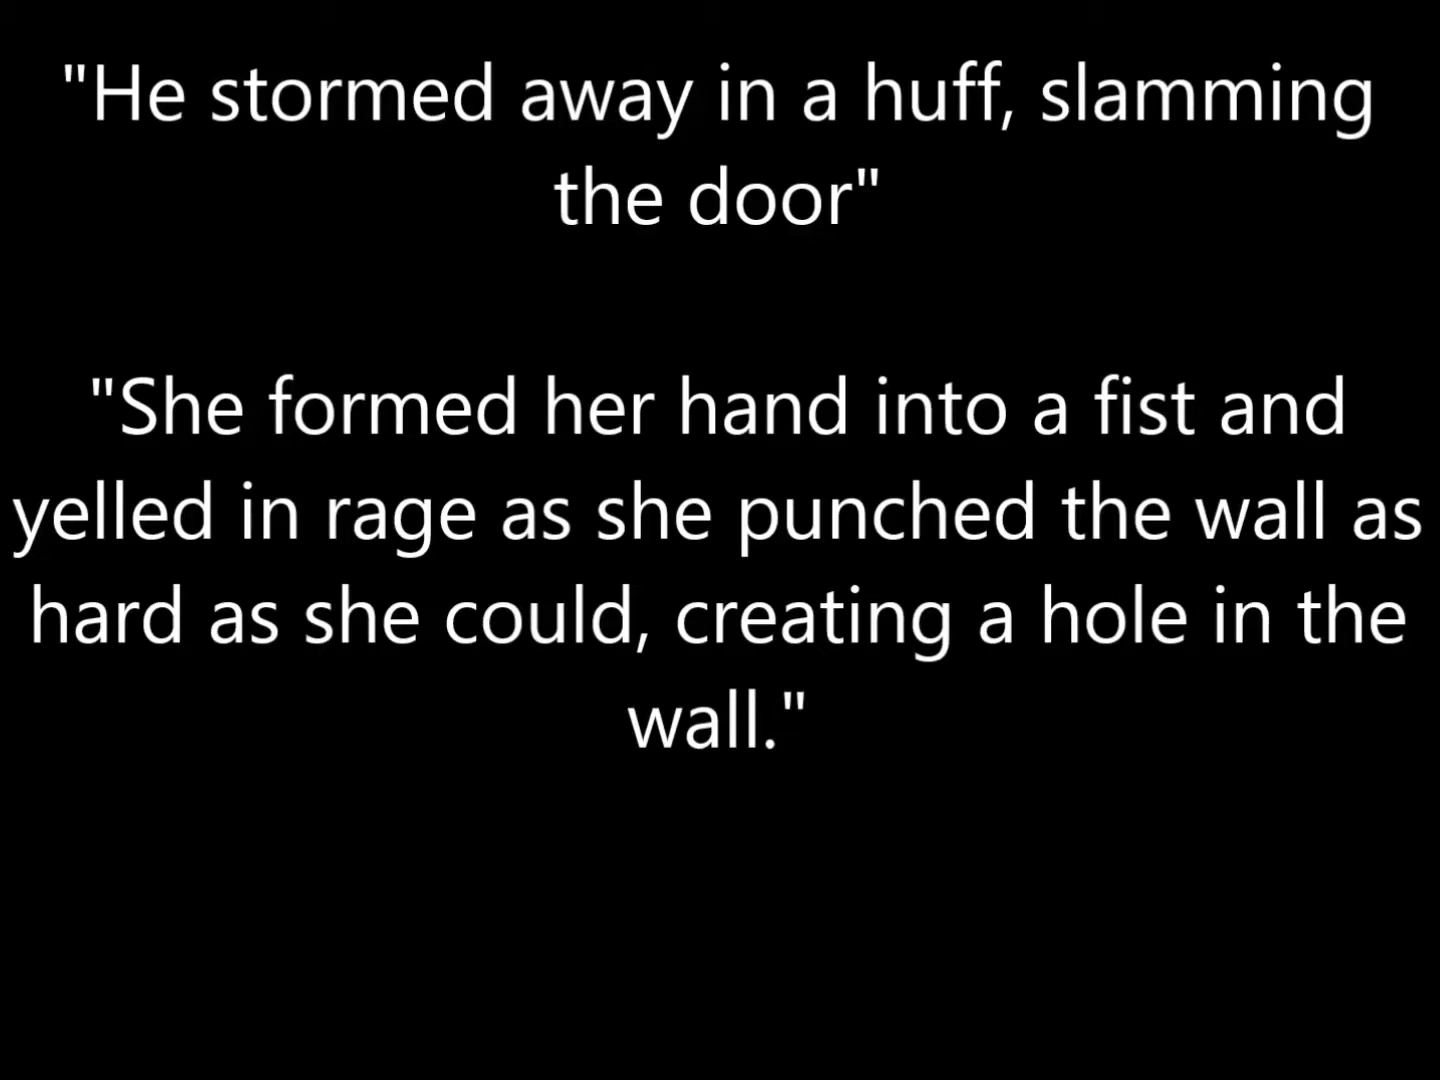 "He stormed away in a huff, slamming
the door"
"She formed her hand into a fist and
yelled in rage as she punched the wall as
hard as she could, creating a hole in the
wall."